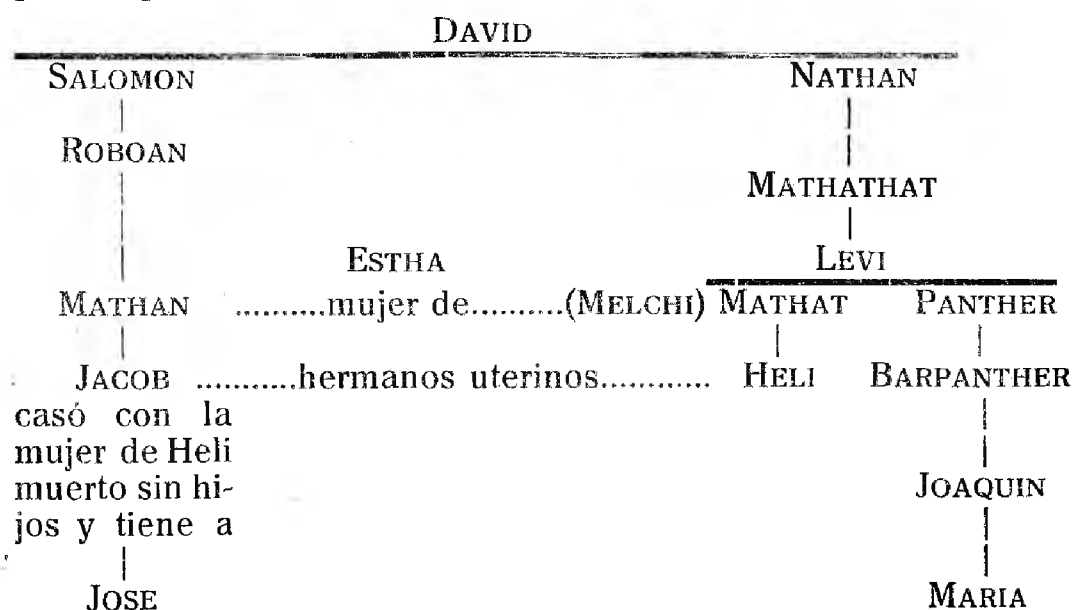 DAVID
SALOMON NATHAN
ROBOAN
MATHATHAT
ESTHA LEVI
MATHAN ..........mujer de..........(MELCHI) MATHAT PANTHER
JACOB ...........hermanos uterinos............ HELI BARPANTHER
casó con la
mujer de Heli
muerto sin hi-
jos y tiene a
JOAQUIN
JOSE MARIA